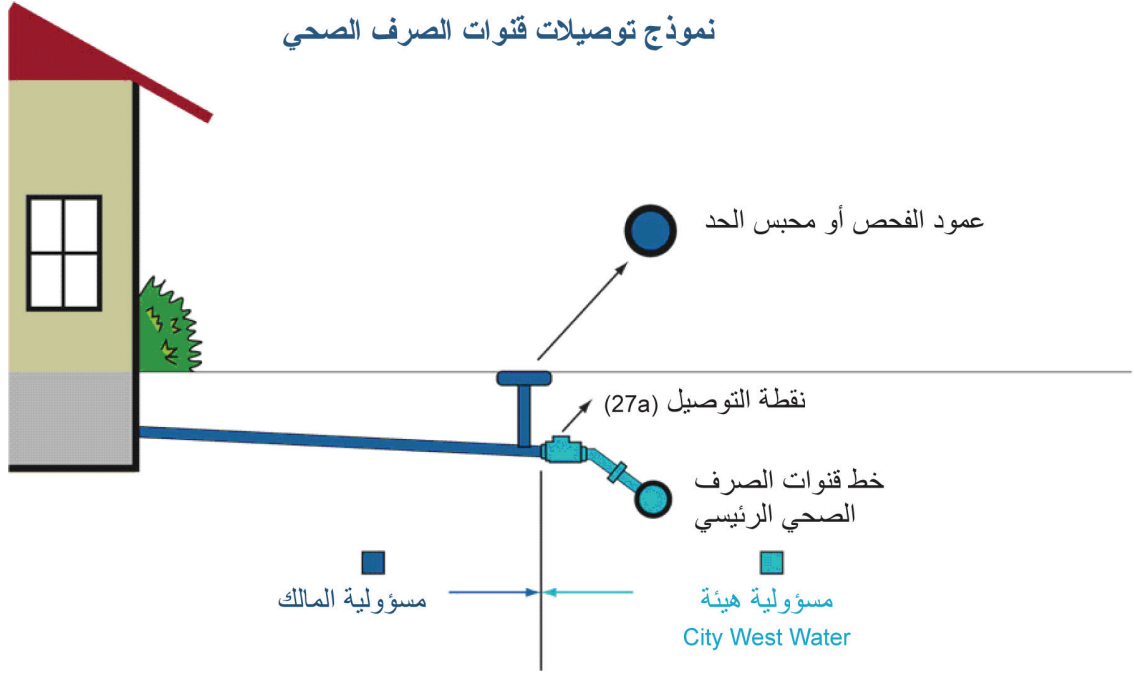 نموذج توصيلات قنوات الصرف الصحي
عمود الفحص أو محبس الحد
نقطة التوصيل (27a)
خط قنوات الصرف
الصحي الرئيسي
مسؤولية هيئة
City West Water
مسؤولية المالك